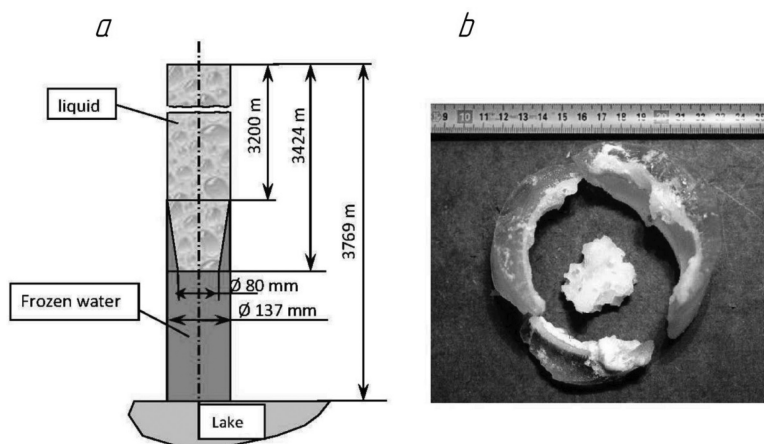 a
b
liquid
3200 m
3424 m
3769 m
9 10 11 12 13 14 15 16 17 18 19 20 21 22 23 24
Ø 80 mm
Frozen water
Ø 137 mm
Lake